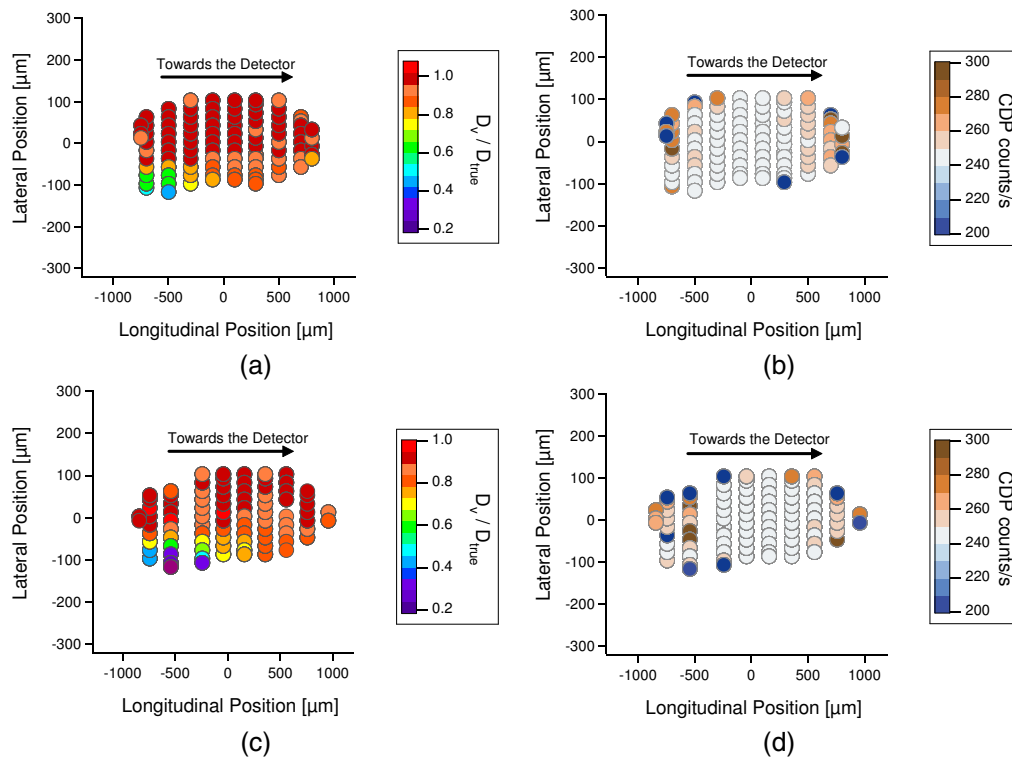 300
200
100
0
-100
-200
-300
Lateral Position [µm]
Towards the Detector
-1000 -500 0 500 1000
Longitudinal Position [µm]
1.0
0.8
0.6
0.4
0.2
Dv / Dtrue
(a)
300
200
100
0
-100
-200
-300
Lateral Position [µm]
Towards the Detector
-1000 -500 0 500 1000
Longitudinal Position [µm]
300
280
260
240
220
200
CDP counts/s
(b)
300
200
100
0
-100
-200
-300
Lateral Position [µm]
Towards the Detector
-1000 -500 0 500 1000
Longitudinal Position [µm]
1.0
0.8
0.6
0.4
0.2
Dv / Dtrue
(c)
300
200
100
0
-100
-200
-300
Lateral Position [µm]
Towards the Detector
-1000 -500 0 500 1000
Longitudinal Position [µm]
300
280
260
240
220
200
CDP counts/s
(d)